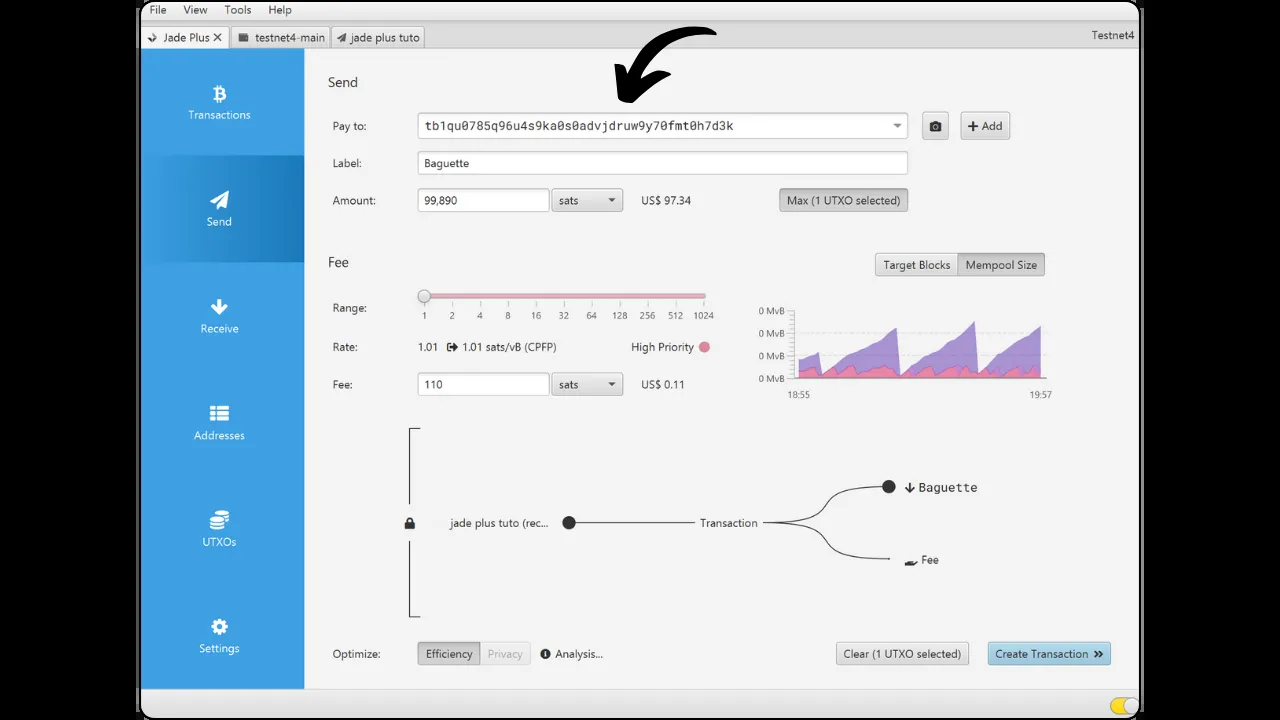 File View Tools Help
Jade Plus testnet4-main jade plus tuto Testnet4
Transactions
Send
Receive
Addresses
UTXOs
Settings
Send
Pay to: tb1qu0785q96u4s9ka0s0advjdruw9y70fmt0h7d3k Add
Label: Baguette
Amount: 99,890 sats US$ 97.34 Max (1 UTXO selected)
Fee Target Blocks Mempool Size
Range: 1 2 4 8 16 32 64 128 256 512 1024
Rate: 1.01 1.01 sats/vB (CPFP) High Priority
Fee: 110 sats US$ 0.11
0 MvB
0 MvB
0 MvB
0 MvB
18:55 19:57
jade plus tuto (rec... Transaction Baguette
Fee
Optimize: Efficiency Privacy Analysis... Clear (1 UTXO selected) Create Transaction